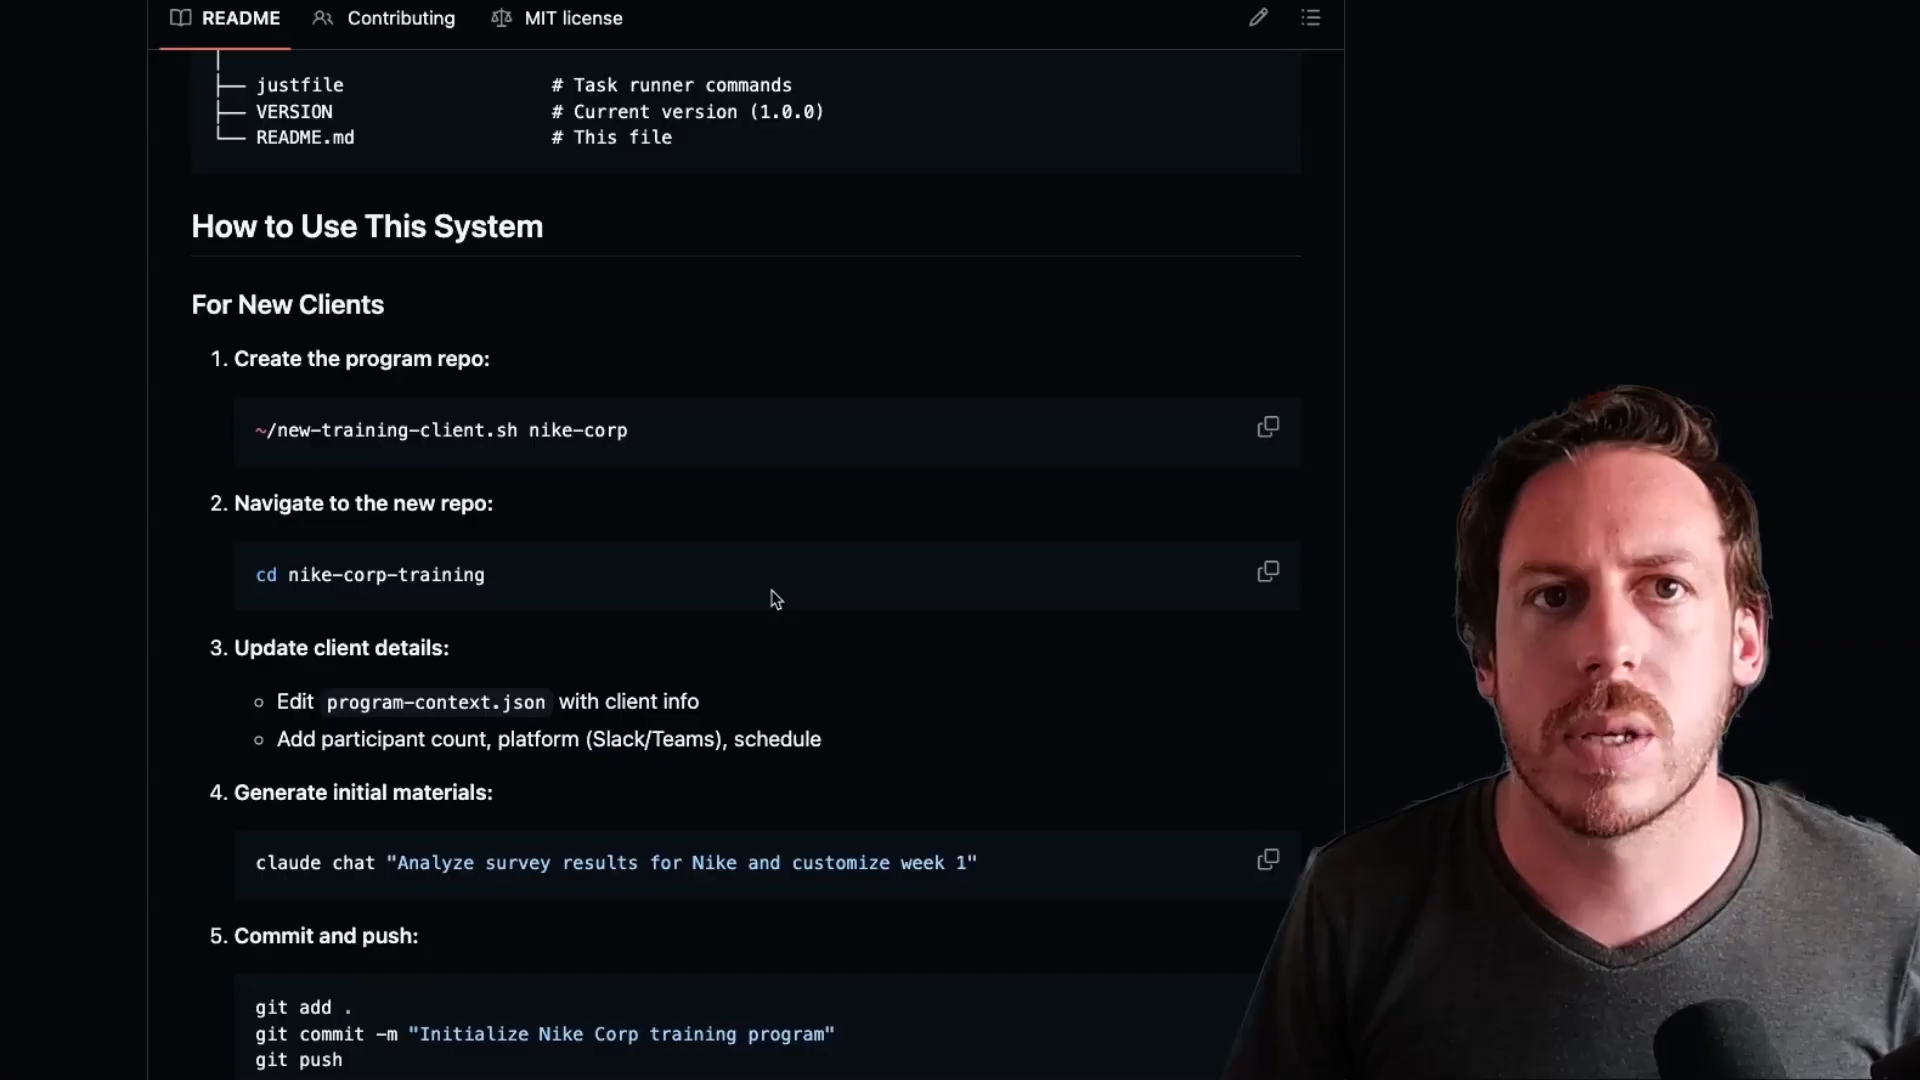 README Contributing MIT license
├── justfile # Task runner commands
├── VERSION # Current version (1.0.0)
└── README.md # This file
How to Use This System
For New Clients
1. Create the program repo:
~/new-training-client.sh nike-corp
2. Navigate to the new repo:
cd nike-corp-training
3. Update client details:
○ Edit program-context.json with client info
○ Add participant count, platform (Slack/Teams), schedule
4. Generate initial materials:
claude chat "Analyze survey results for Nike and customize week 1"
5. Commit and push:
git add .
git commit -m "Initialize Nike Corp training program"
git push